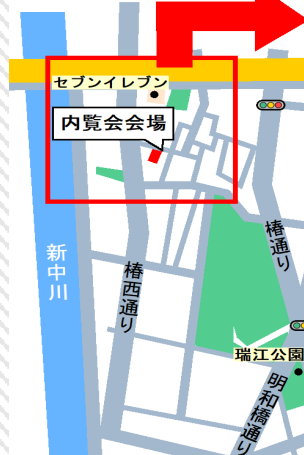 セブンイレブン
内覧会会場
新中川
椿西通り
椿通り
瑞江公園
明和橋通り